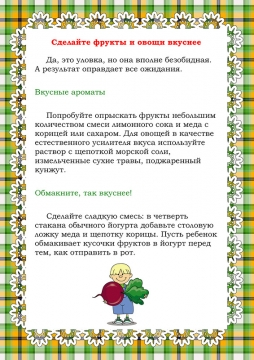 Сделайте фрукты и овощи вкуснее
Да, это уловка, но она вполне безобидная.
А результат оправдает все ожидания.
Вкусные ароматы
Попробуйте опрыскать фрукты небольшим
количеством смеси лимонного сока и меда с
корицей или сахаром. Для овощей в качестве
естественного усилителя вкуса используйте
раствор с щепоткой морской соли,
измельченные сухие травы, поджаренный
кунжут.
Обмакните, так вкуснее!
Сделайте сладкую смесь: в четверть
стакана обычного йогурта добавьте столовую
ложку меда и щепотку корицы. Пусть ребенок
обмакивает кусочки фруктов в йогурт перед
тем, как отправить в рот.